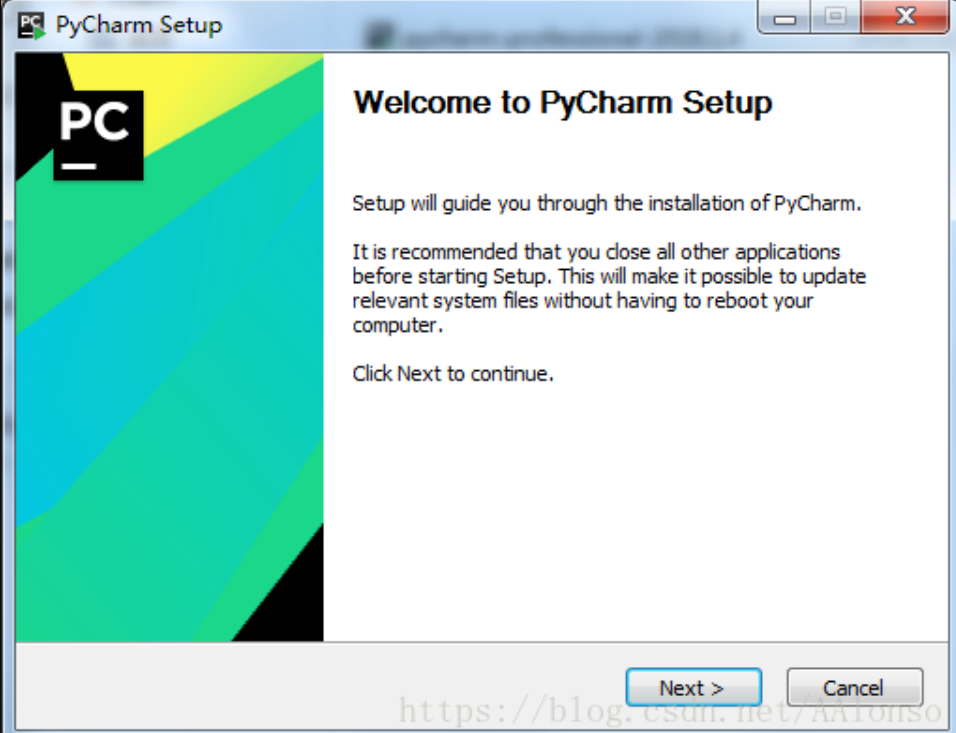 PyCharm Setup
PC
Welcome to PyCharm Setup
Setup will guide you through the installation of PyCharm.
It is recommended that you close all other applications
before starting Setup. This will make it possible to update
relevant system files without having to reboot your
computer.
Click Next to continue.
Next >
Cancel
https://blog.csdn.net/AAlonso